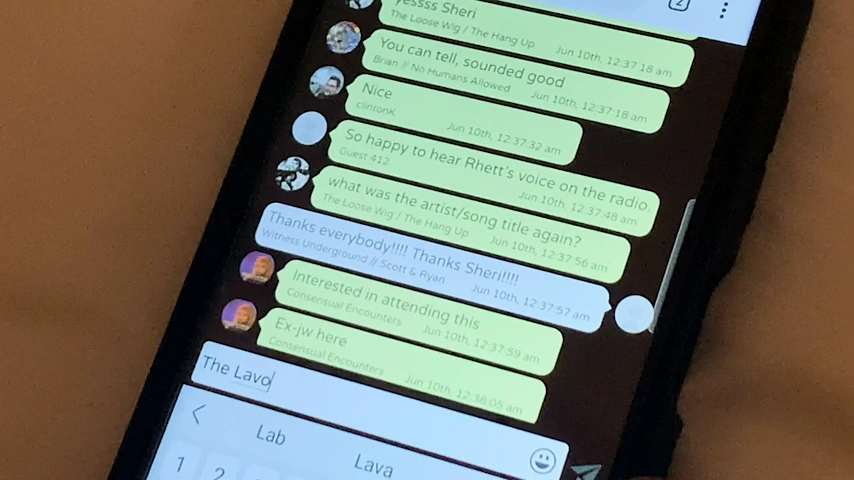 yessss Sheri
The Loose Wig / The Hang Up Jun 10th, 12:37:18 am
You can tell, sounded good
Brian // No Humans Allowed Jun 10th, 12:37:18 am
Nice
clintonK Jun 10th, 12:37:32 am
So happy to hear Rhett's voice on the radio.
Guest 412 Jun 10th, 12:37:48 am
what was the artist/song title again?
The Loose Wig / The Hang Up Jun 10th, 12:37:56 am
Thanks everybody!!!! Thanks Sheri!!!!
Witness Underground // Scott & Ryan Jun 10th, 12:37:57 am
Interested in attending this
Consensual Encounters Jun 10th, 12:37:59 am
Ex-jw here
Consensual Encounters Jun 10th, 12:38:05 am
The Lavo
Lab Lava
1 2